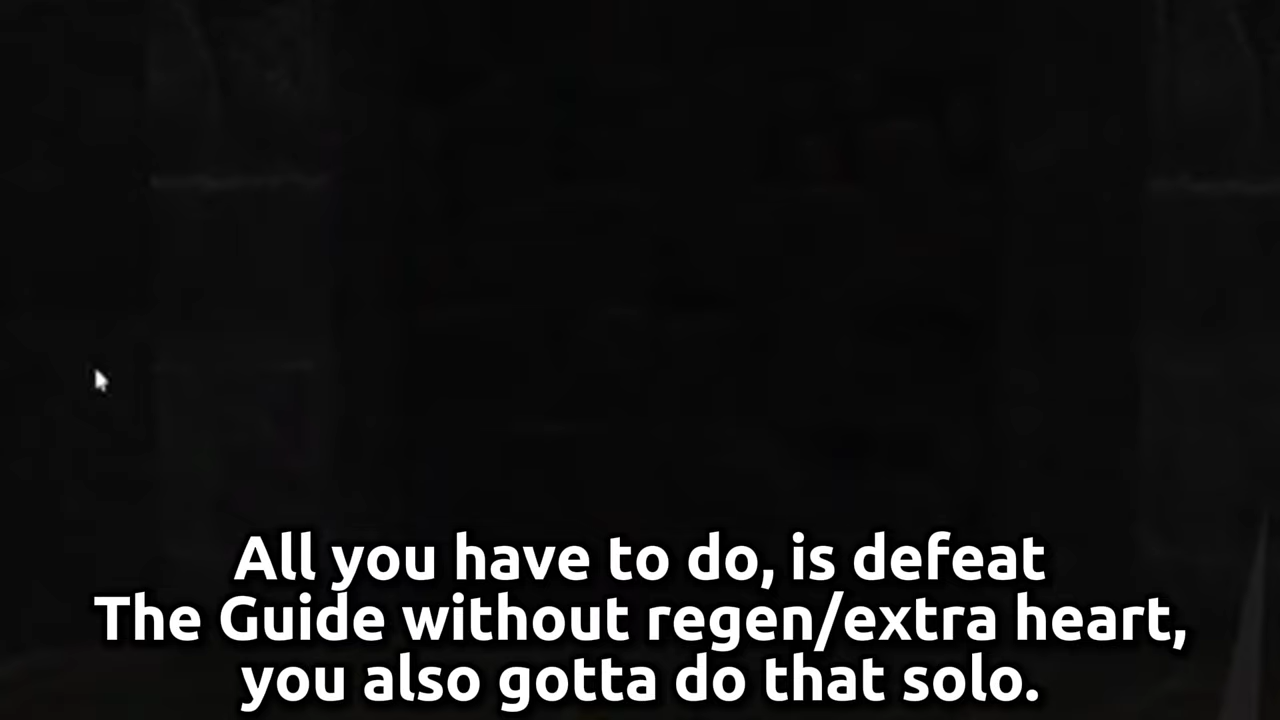 All you have to do, is defeat
The Guide without regen/extra heart,
you also gotta do that solo.